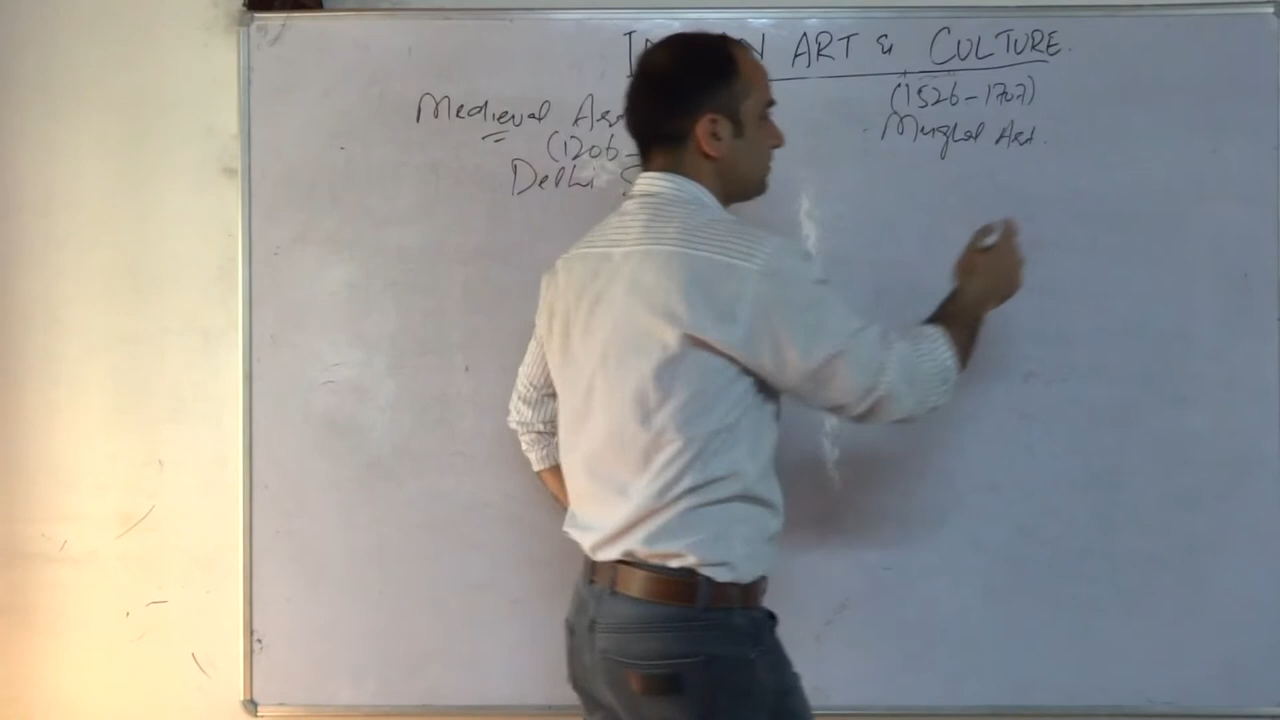 ART & CULTURE.
(1526-1707)
Medieval
Mughal Art.
(1206-
Delhi S